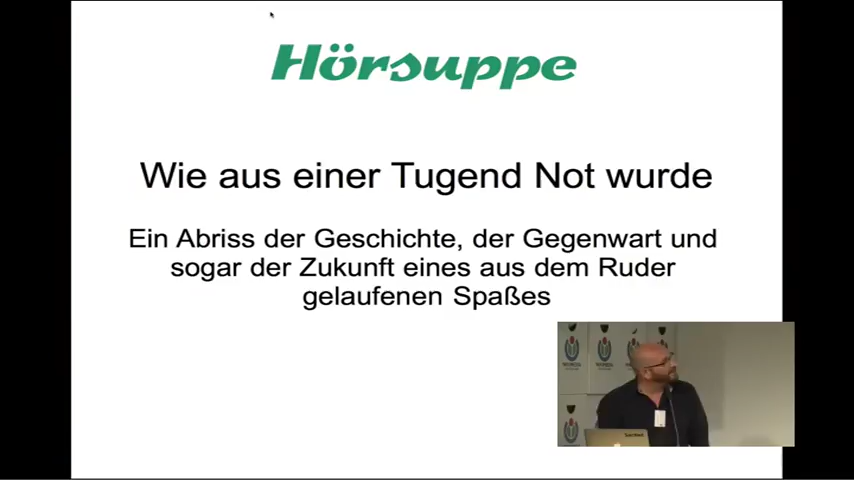 Hörsuppe
Wie aus einer Tugend Not wurde
Ein Abriss der Geschichte, der Gegenwart und
sogar der Zukunft eines aus dem Ruder
gelaufenen Spaßes